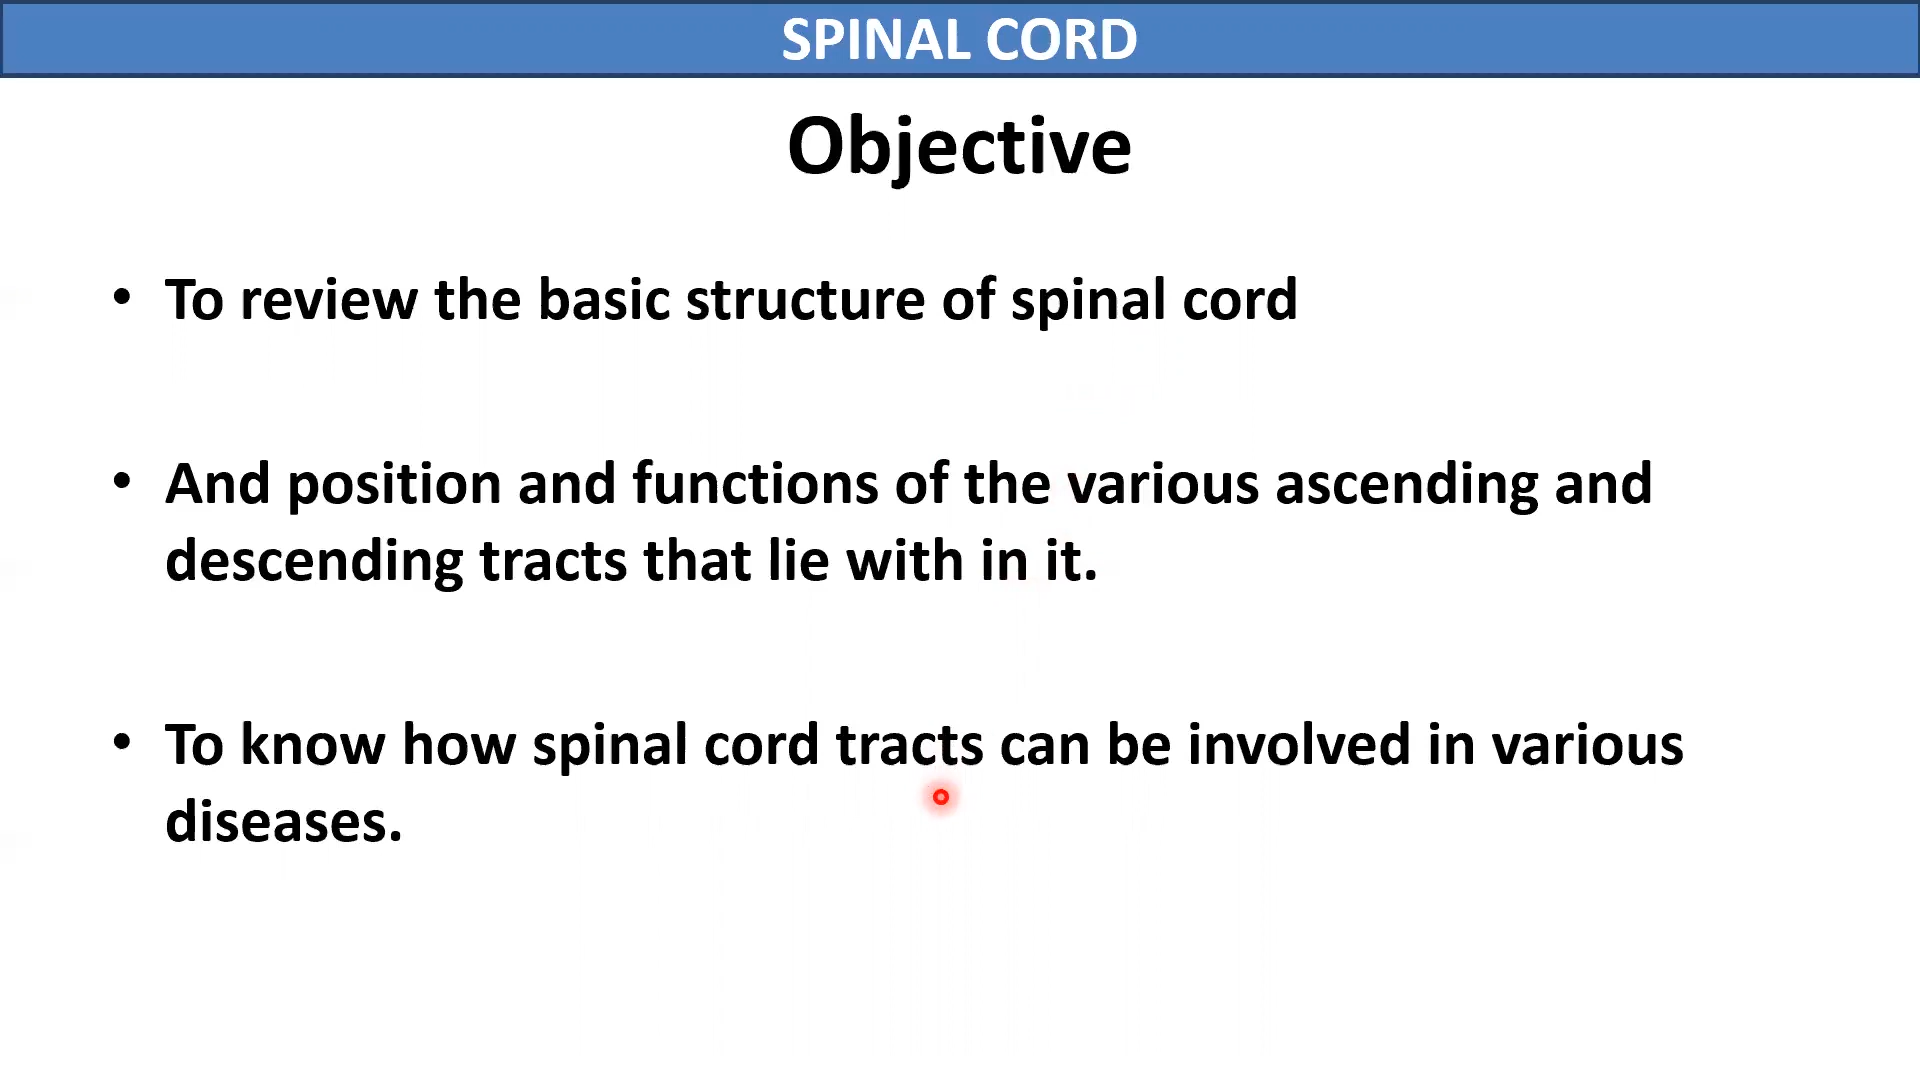 SPINAL CORD
Objective
• To review the basic structure of spinal cord
• And position and functions of the various ascending and
descending tracts that lie with in it.
• To know how spinal cord tracts can be involved in various
diseases.